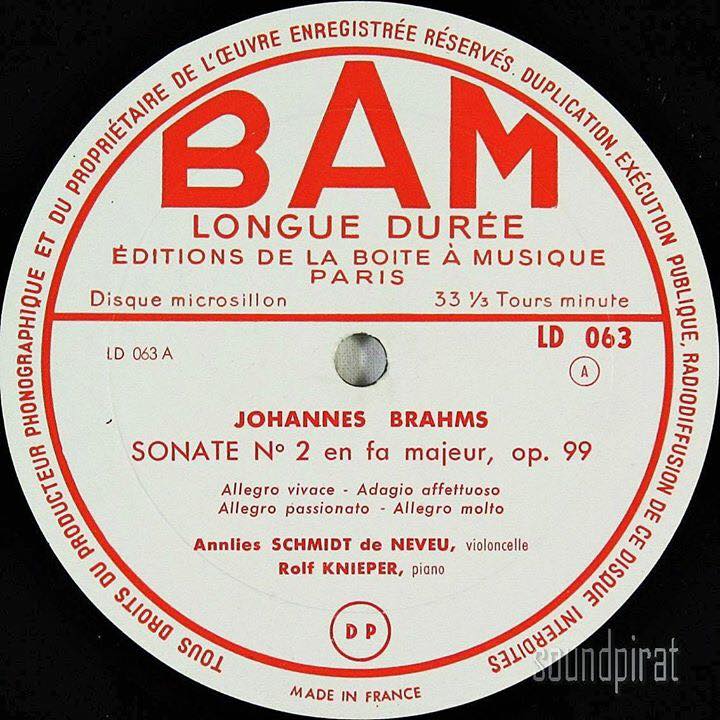 TOUS DROITS DU PRODUCTEUR PHONOGRAPHIQUE ET DU PROPRIÉTAIRE DE L'ŒUVRE ENREGISTRÉE RÉSERVÉS. DUPLICATION, EXÉCUTION PUBLIQUE, RADIODIFFUSION DE CE DISQUE INTERDITES
BAM
LONGUE DURÉE
ÉDITIONS DE LA BOITE À MUSIQUE
PARIS
Disque microsillon 33 1/3 Tours minute
LD 063
LD 063 A
A
JOHANNES BRAHMS
SONATE Nº 2 en fa majeur, op. 99
Allegro vivace - Adagio affettuoso
Allegro passionato - Allegro molto
Annlies SCHMIDT de NEVEU, violoncelle
Rolf KNIEPER, piano
DP
soundpirat
MADE IN FRANCE